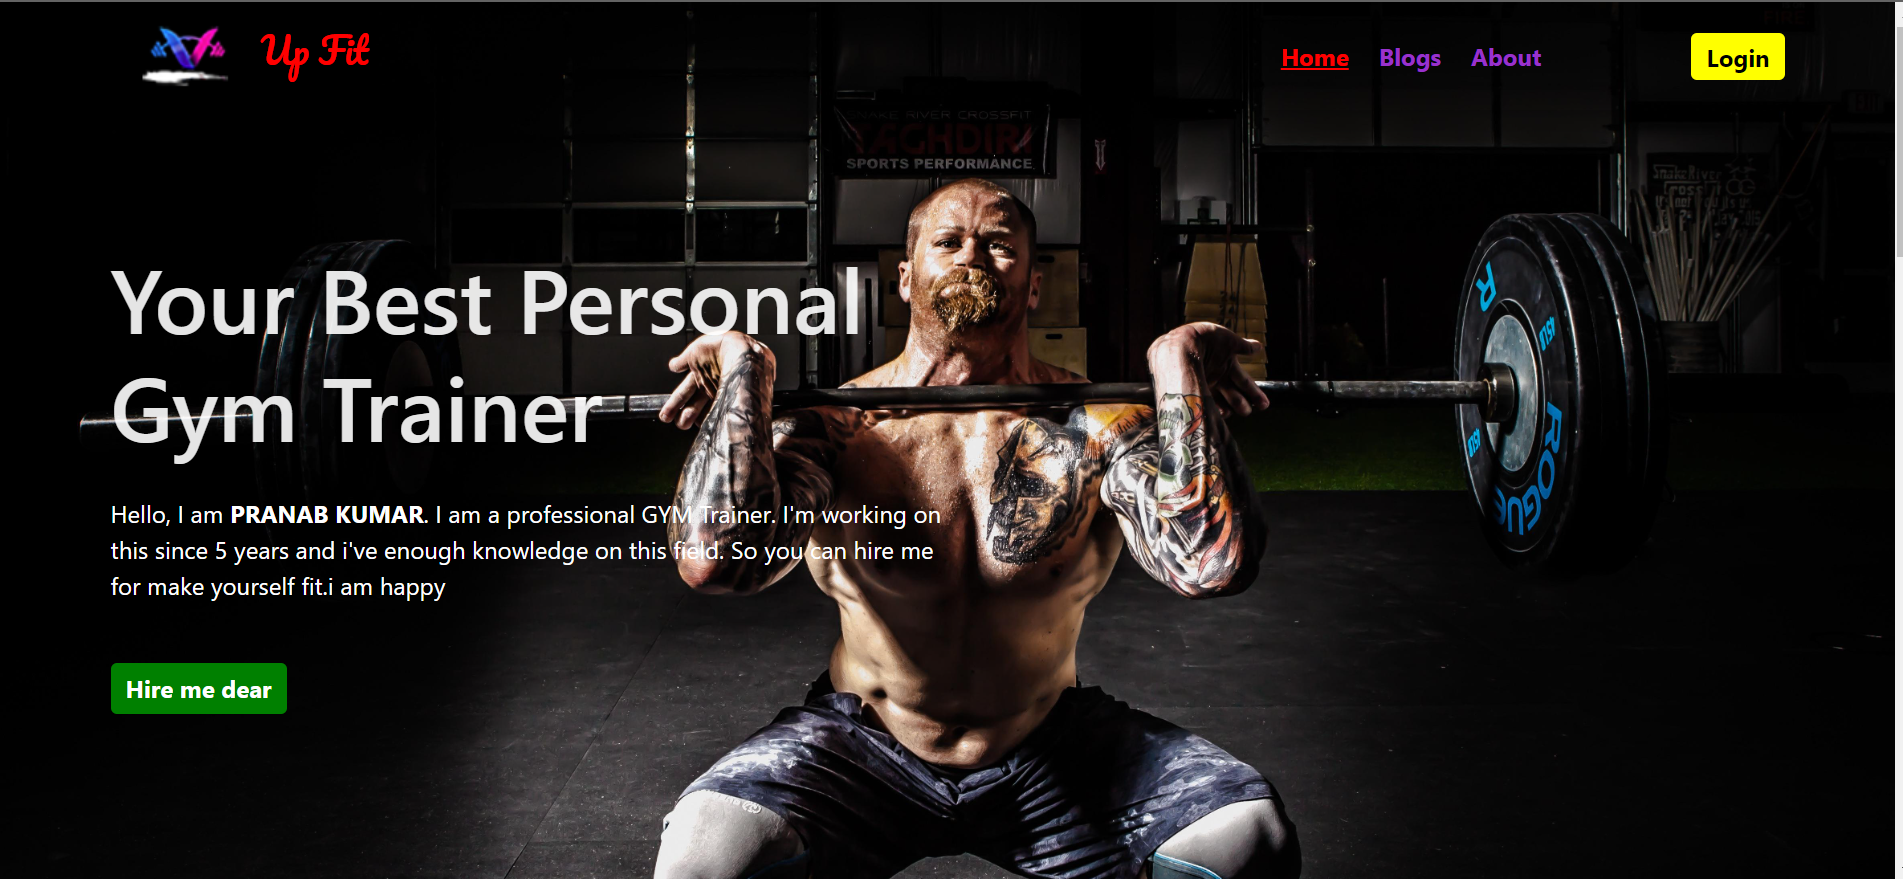 Up Fit
Home Blogs About
Login
SNAKE RIVER CROSSFIT
SPORTS PERFORMANCE
Your Best Personal
Gym Trainer
Hello, I am PRANAB KUMAR. I am a professional GYM Trainer. I'm working on
this since 5 years and i've enough knowledge on this field. So you can hire me
for make yourself fit.i am happy
Hire me dear
R
ROGUE